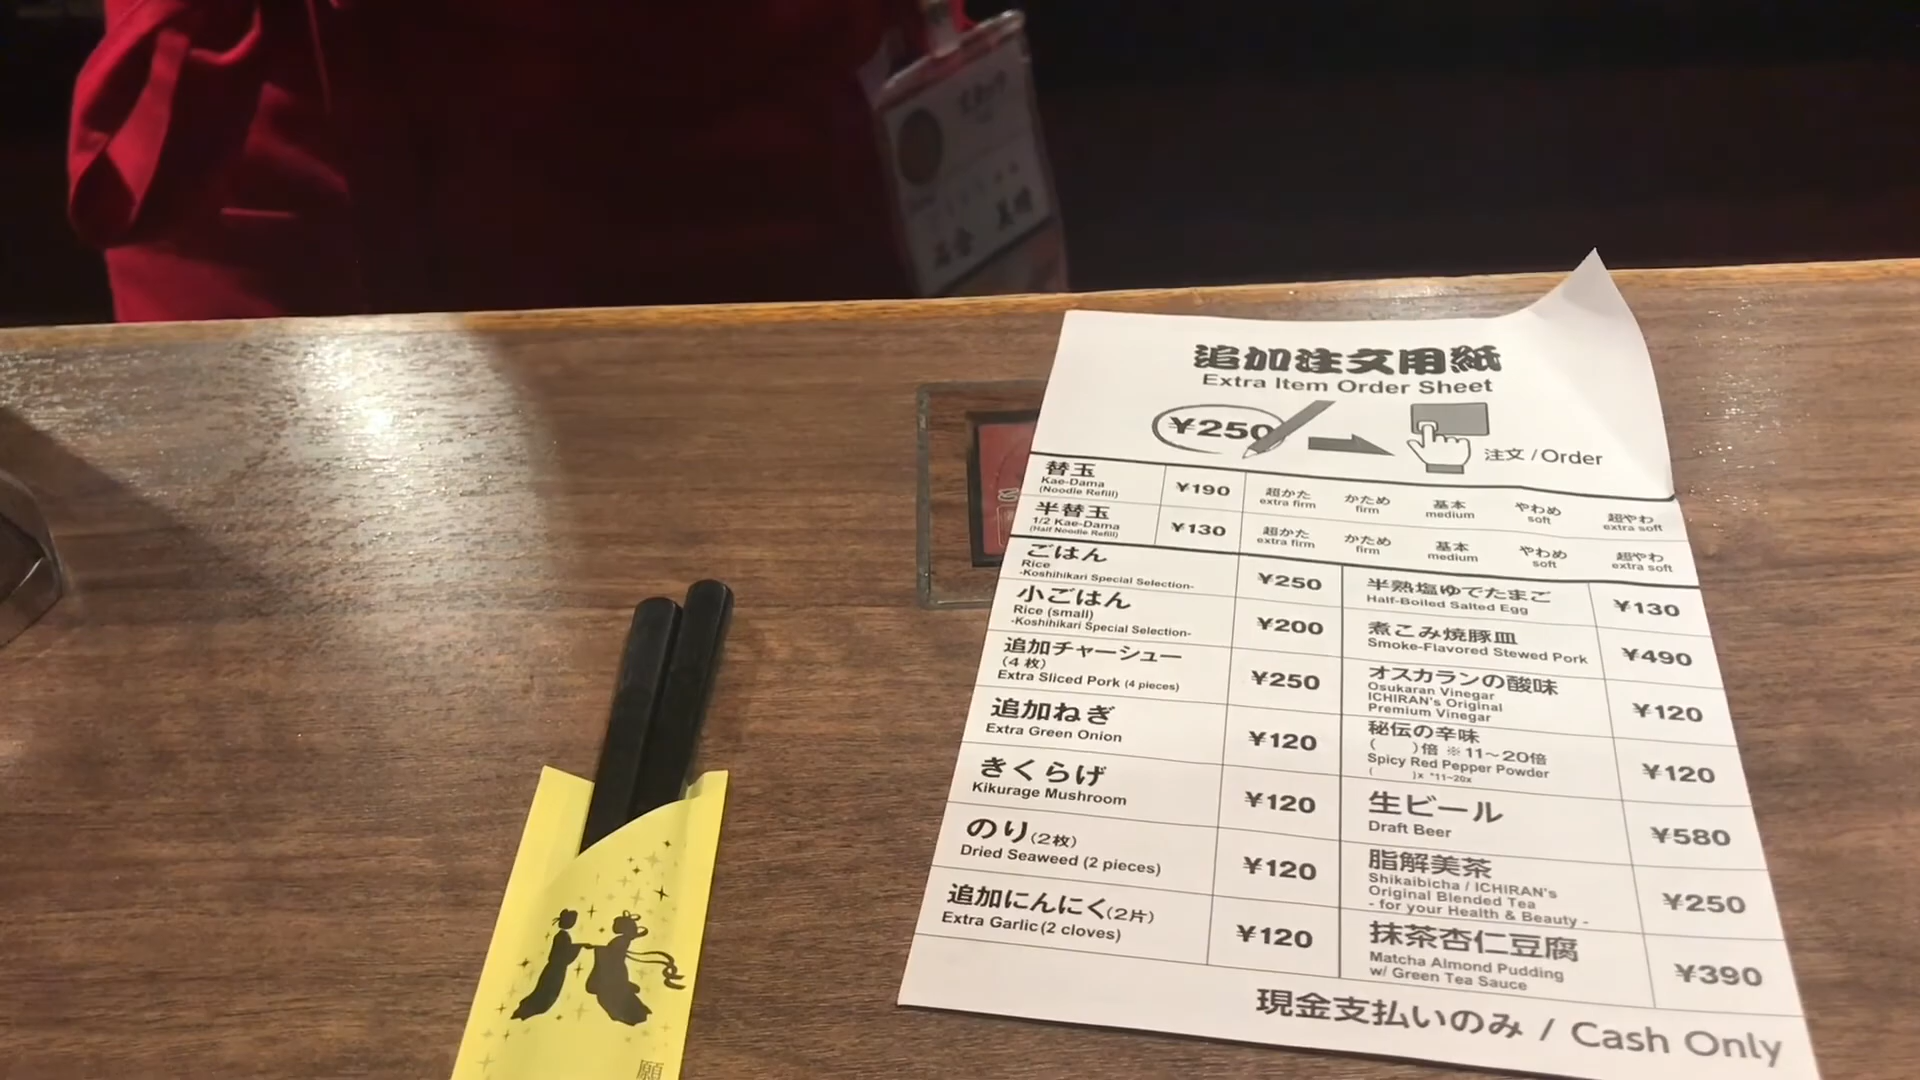 追加注文用紙
Extra Item Order Sheet
¥250
注文 / Order
替玉
Kae-Dama
(Noodle Refill)
¥190
超かた
extra firm
かため
firm
基本
medium
やわめ
soft
超やわ
extra soft
半替玉
1/2 Kae-Dama
(Half Noodle Refill)
¥130
超かた
extra firm
かため
firm
基本
medium
やわめ
soft
超やわ
extra soft
ごはん
Rice
-Koshihikari Special Selection-
¥250
小ごはん
Rice (small)
-Koshihikari Special Selection-
¥200
追加チャーシュー
(4 枚)
Extra Sliced Pork (4 pieces)
¥250
追加ねぎ
Extra Green Onion
¥120
きくらげ
Kikurage Mushroom
¥120
のり(2枚)
Dried Seaweed (2 pieces)
¥120
追加にんにく(2片)
Extra Garlic (2 cloves)
¥120
半熟塩ゆでたまご
Half-Boiled Salted Egg
¥130
煮こみ焼豚皿
Smoke-Flavored Stewed Pork
¥490
オスカランの酸味
Osukaran Vinegar
ICHIRAN's Original
Premium Vinegar
¥120
秘伝の辛味
( )倍 ※11～20倍
Spicy Red Pepper Powder
( )x *11~20x
¥120
生ビール
Draft Beer
¥580
脂解美茶
Shikaibicha / ICHIRAN's
Original Blended Tea
- for your Health & Beauty -
¥250
抹茶杏仁豆腐
Matcha Almond Pudding
w/ Green Tea Sauce
¥390
現金支払いのみ / Cash Only
願